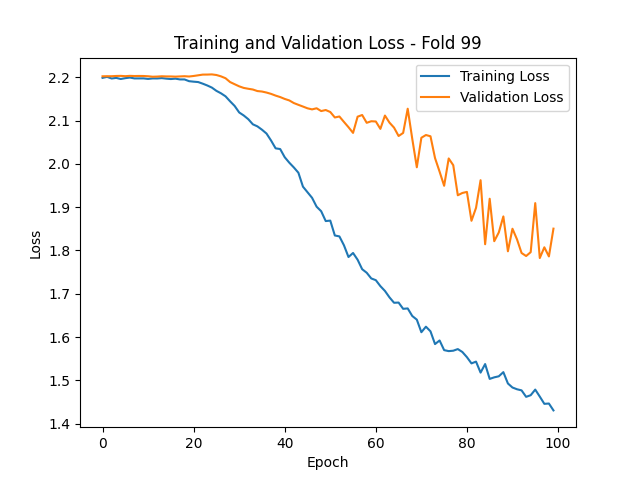 Training and Validation Loss - Fold 99
Training Loss
Validation Loss
Loss
2.2
2.1
2.0
1.9
1.8
1.7
1.6
1.5
1.4
0 20 40 60 80 100
Epoch